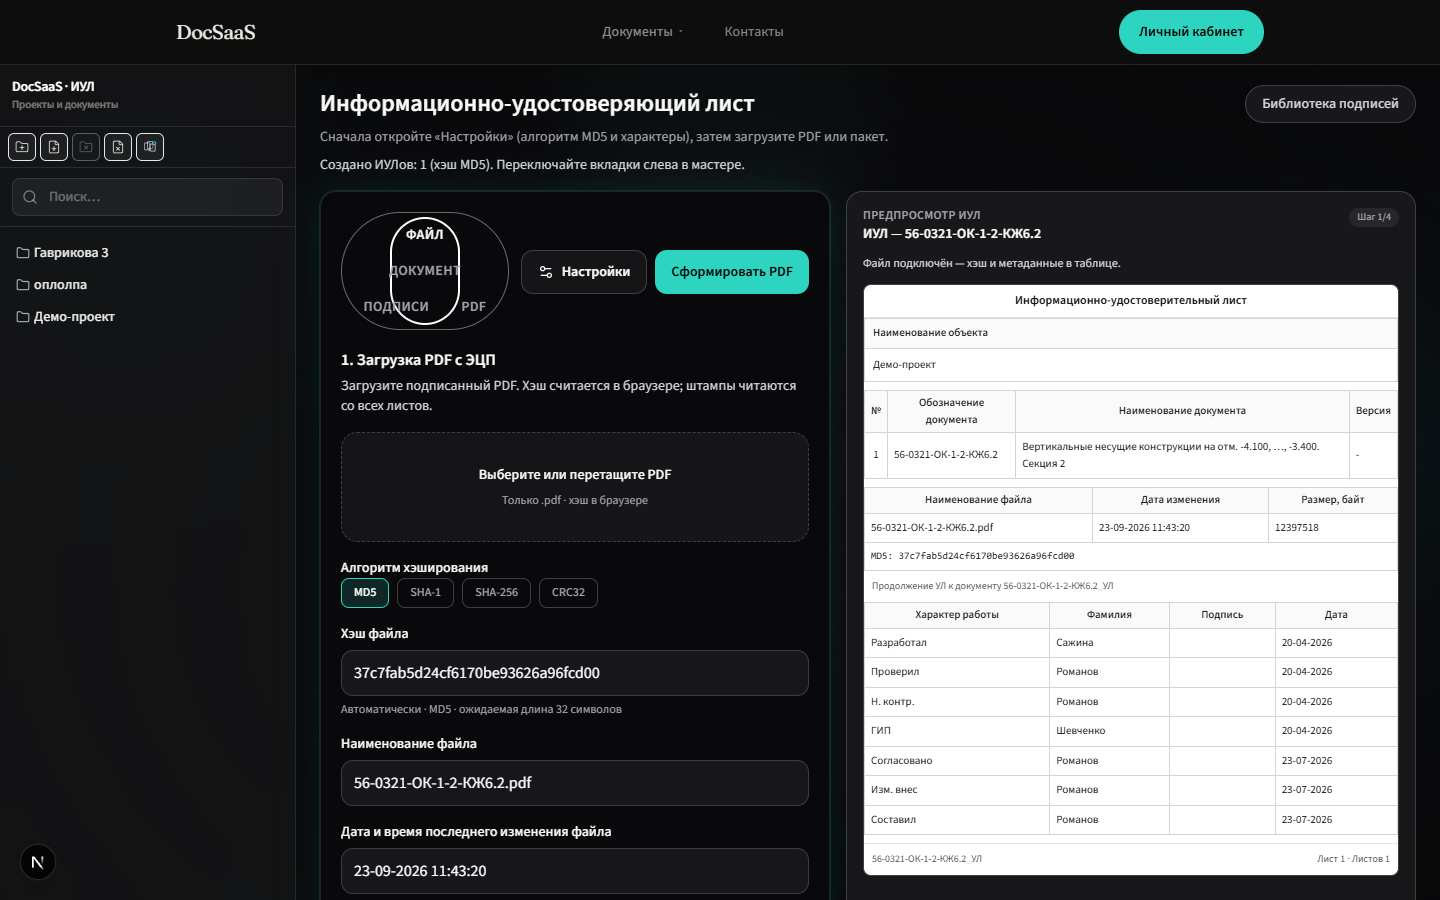 DocSaaS
Документы
Контакты
Личный кабинет
DocSaaS · ИУЛ
Проекты и документы
Поиск...
Гаврикова 3
оплолпа
Демо-проект
Информационно-удостоверяющий лист
Библиотека подписей
Сначала откройте «Настройки» (алгоритм MD5 и характеры), затем загрузите PDF или пакет.
Создано ИУЛов: 1 (хэш MD5). Переключайте вкладки слева в мастере.
ФАЙЛ
ДОКУМЕНТ
ПОДПИСИ
PDF
Настройки
Сформировать PDF
1. Загрузка PDF с ЭЦП
Загрузите подписанный PDF. Хэш считается в браузере; штампы читаются
со всех листов.
Выберите или перетащите PDF
Только .pdf · хэш в браузере
Алгоритм хэширования
MD5 SHA-1 SHA-256 CRC32
Хэш файла
37c7fab5d24cf6170be93626a96fcd00
Автоматически · MD5 · ожидаемая длина 32 символов
Наименование файла
56-0321-ОК-1-2-КЖ6.2.pdf
Дата и время последнего изменения файла
23-09-2026 11:43:20
ПРЕДПРОСМОТР ИУЛ
Шаг 1/4
ИУЛ — 56-0321-ОК-1-2-КЖ6.2
Файл подключён — хэш и метаданные в таблице.
Информационно-удостоверительный лист
Наименование объекта
Демо-проект
№ Обозначение документа Наименование документа Версия
1 56-0321-ОК-1-2-КЖ6.2 Вертикальные несущие конструкции на отм. -4.100, …, -3.400. Секция 2 -
Наименование файла Дата изменения Размер, байт
56-0321-ОК-1-2-КЖ6.2.pdf 23-09-2026 11:43:20 12397518
MD5: 37c7fab5d24cf6170be93626a96fcd00
Продолжение УЛ к документу 56-0321-ОК-1-2-КЖ6.2_УЛ
Характер работы Фамилия Подпись Дата
Разработал Сажина 20-04-2026
Проверил Романов 20-04-2026
Н. контр. Романов 20-04-2026
ГИП Шевченко 20-04-2026
Согласовано Романов 23-07-2026
Изм. внес Романов 23-07-2026
Составил Романов 23-07-2026
56-0321-ОК-1-2-КЖ6.2_УЛ Лист 1 · Листов 1
N